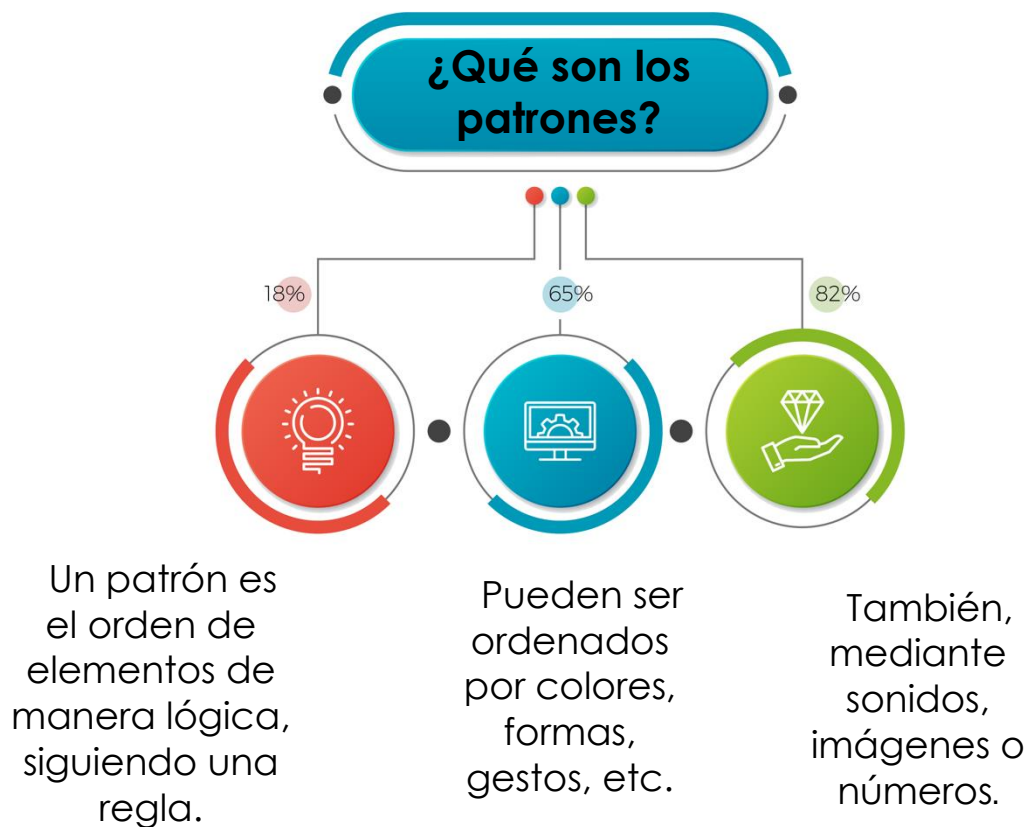 ¿Qué son los
patrones?
18%
65%
82%
Un patrón es
el orden de
elementos de
manera lógica,
siguiendo una
regla.
Pueden ser
ordenados
por colores,
formas,
gestos, etc.
También,
mediante
sonidos,
imágenes o
números.